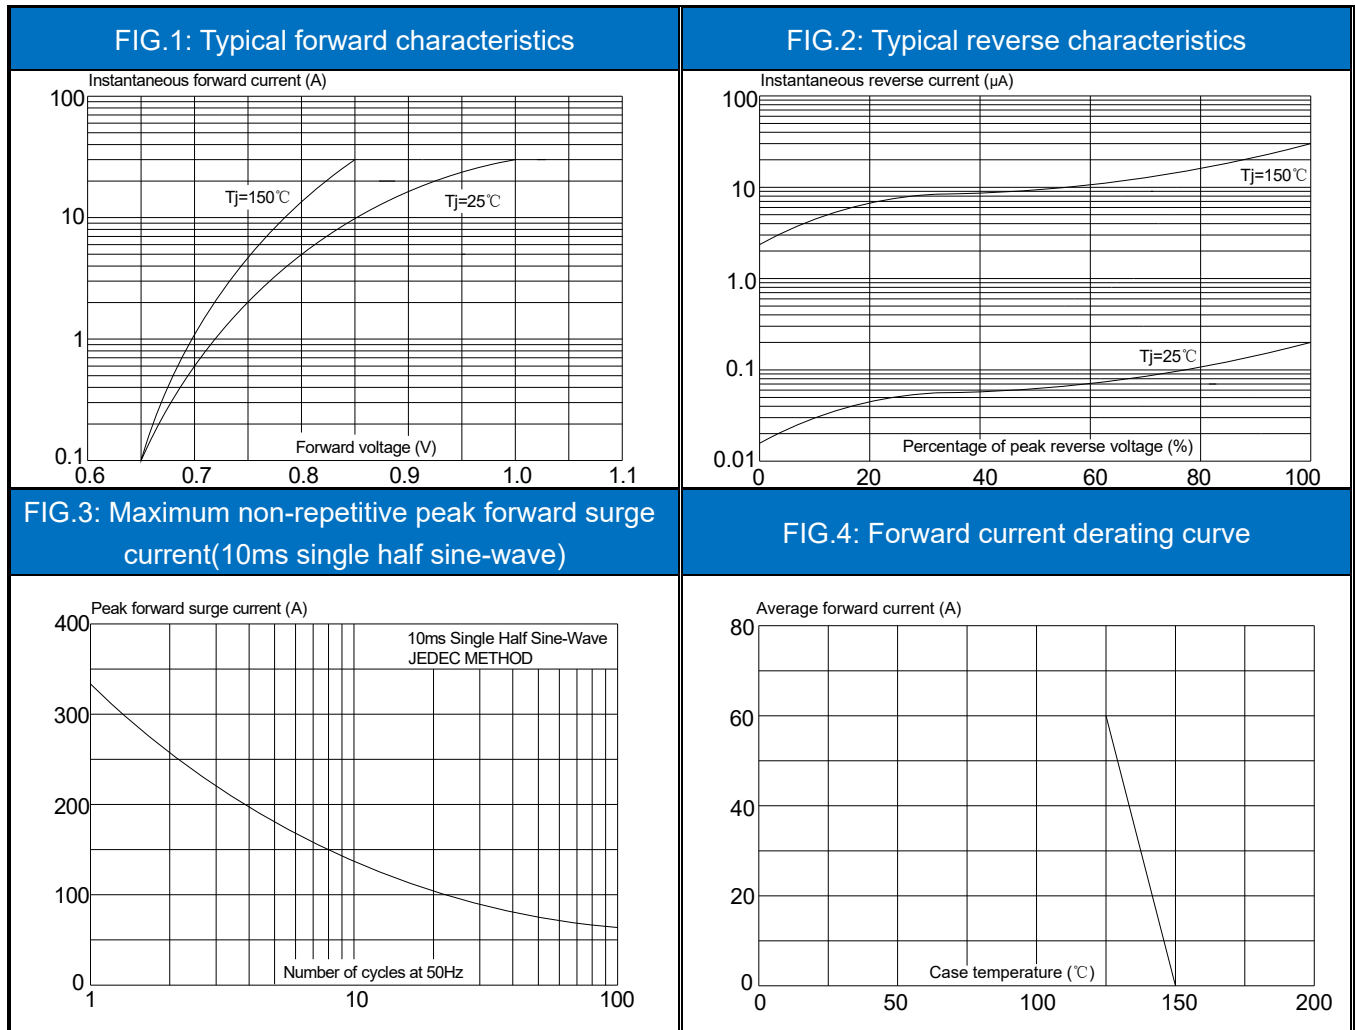 FIG.1: Typical forward characteristics
Instantaneous forward current (A)
100
10
1
0.1
Tj=150℃
Tj=25℃
Forward voltage (V)
0.6 0.7 0.8 0.9 1.0 1.1
FIG.2: Typical reverse characteristics
Instantaneous reverse current (μA)
100
10
1.0
0.1
0.01
Tj=150℃
Tj=25℃
Percentage of peak reverse voltage (%)
0 20 40 60 80 100
FIG.3: Maximum non-repetitive peak forward surge
current(10ms single half sine-wave)
Peak forward surge current (A)
400
300
200
100
0
10ms Single Half Sine-Wave
JEDEC METHOD
Number of cycles at 50Hz
1 10 100
FIG.4: Forward current derating curve
Average forward current (A)
80
60
40
20
0
Case temperature (℃)
0 50 100 150 200